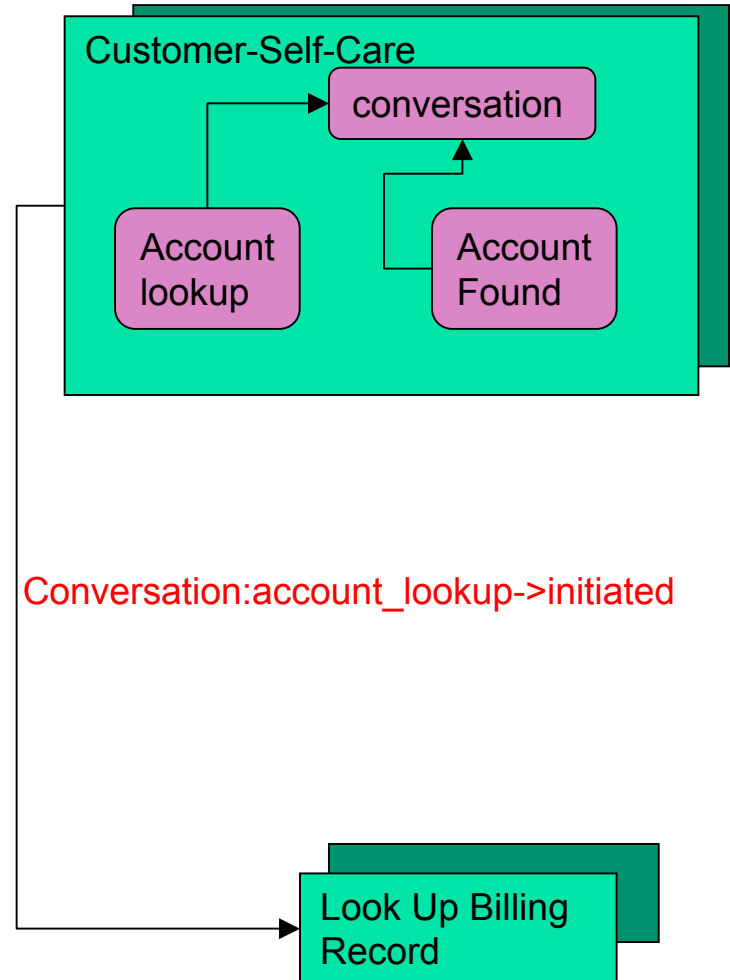 Customer-Self-Care
conversation
Account
lookup
Account
Found
Conversation:account_lookup->initiated
Look Up Billing
Record